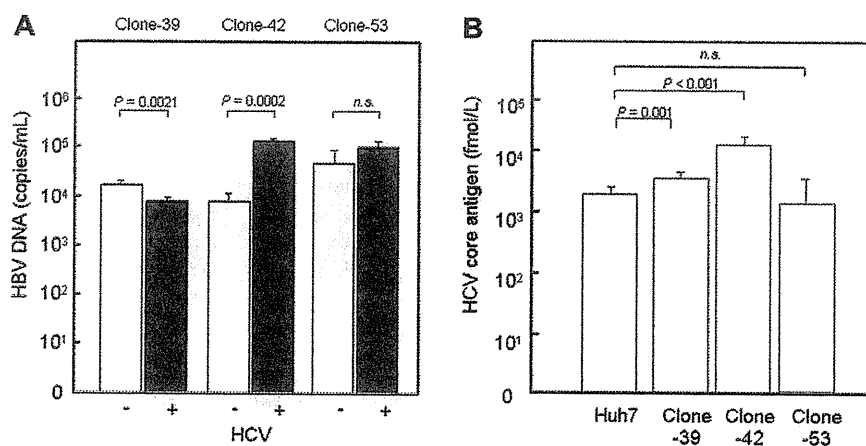 A
Clone-39 Clone-42 Clone-53
HBV DNA (copies/mL)
10⁶
10⁵
10⁴
10³
10²
10¹
0
P = 0.0021
P = 0.0002
n.s.
- + - + - +
HCV
B
HCV core antigen (fmol/L)
10⁵
10⁴
10³
10²
10¹
0
n.s.
P < 0.001
P = 0.001
Huh7 Clone Clone Clone
-39 -42 -53